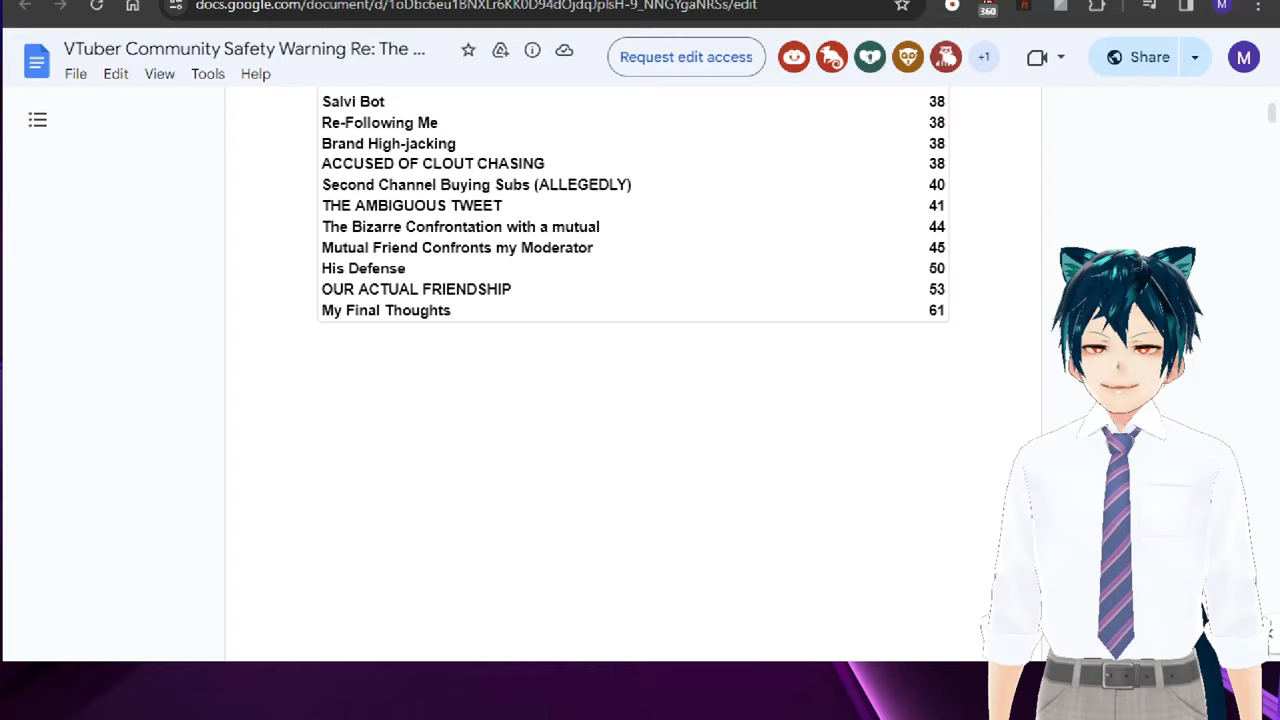 docs.google.com/document/d/1oDbc6eu1BNXLr6KK0D94dOjdqJplsH-9_NNGYgaNRSs/edit
360
M
VTuber Community Safety Warning Re: The ...
Request edit access
+1
Share
M
File Edit View Tools Help
Salvi Bot 38
Re-Following Me 38
Brand High-jacking 38
ACCUSED OF CLOUT CHASING 38
Second Channel Buying Subs (ALLEGEDLY) 40
THE AMBIGUOUS TWEET 41
The Bizarre Confrontation with a mutual 44
Mutual Friend Confronts my Moderator 45
His Defense 50
OUR ACTUAL FRIENDSHIP 53
My Final Thoughts 61